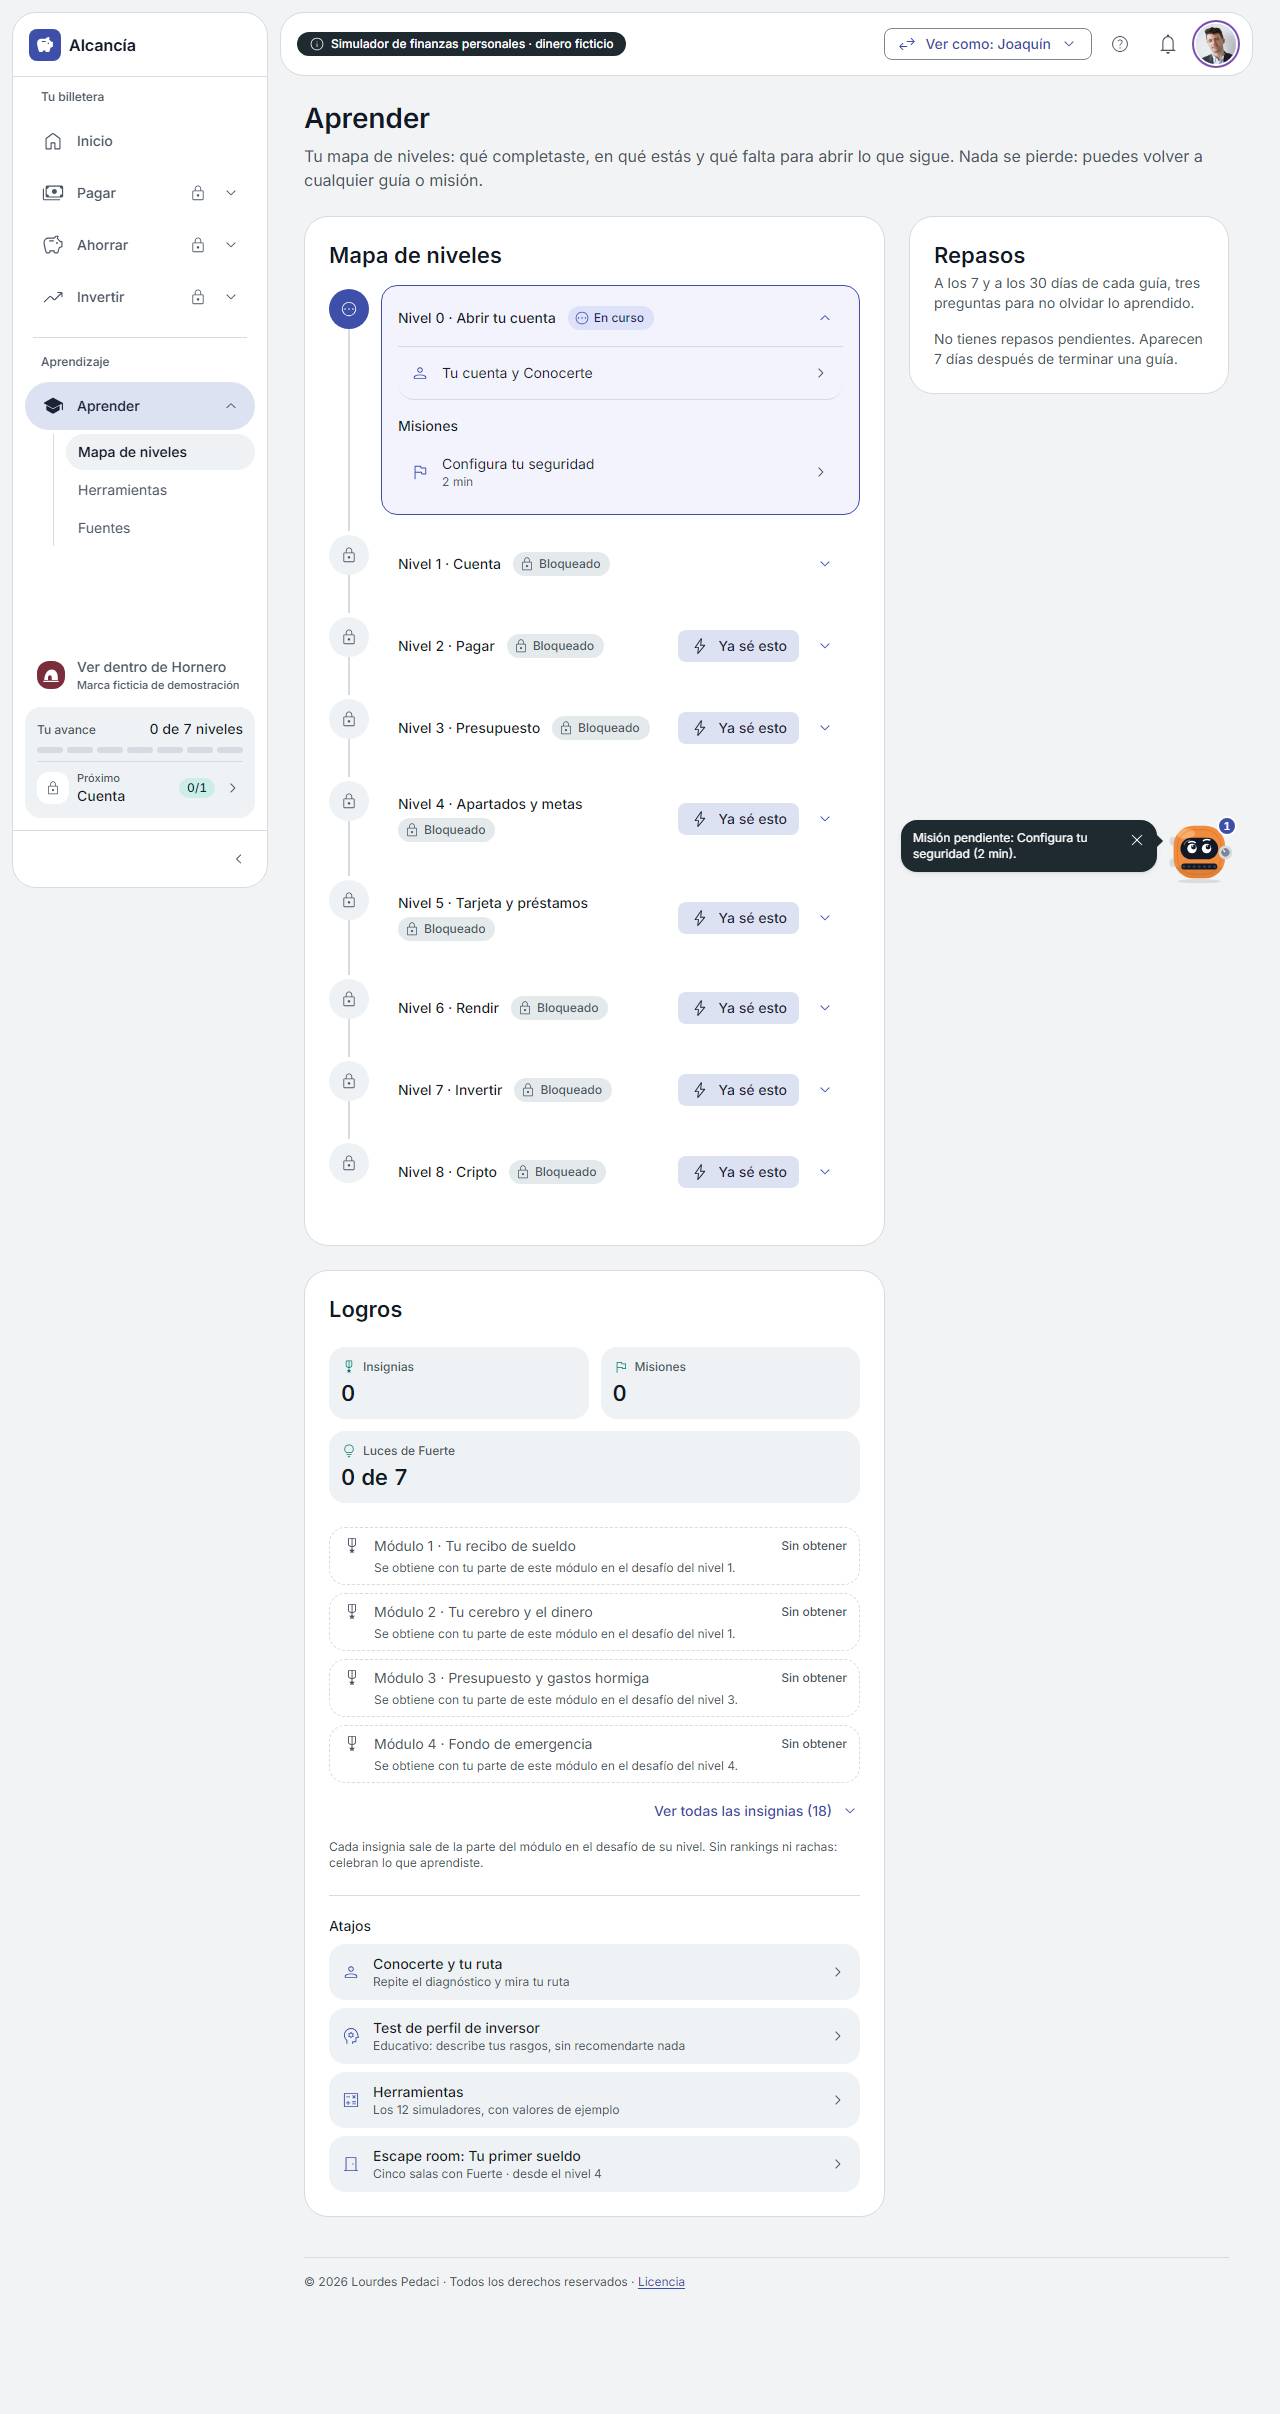 Alcancía
Tu billetera
Inicio
Pagar
Ahorrar
Invertir
Aprendizaje
Aprender
Mapa de niveles
Herramientas
Fuentes
Ver dentro de Hornero
Marca ficticia de demostración
Tu avance
0 de 7 niveles
Próximo
Cuenta
0/1
Simulador de finanzas personales · dinero ficticio
Ver como: Joaquín
Aprender
Tu mapa de niveles: qué completaste, en qué estás y qué falta para abrir lo que sigue. Nada se pierde: puedes volver a
cualquier guía o misión.
Mapa de niveles
Nivel 0 · Abrir tu cuenta
En curso
Tu cuenta y Conocerte
Misiones
Configura tu seguridad
2 min
Nivel 1 · Cuenta
Bloqueado
Nivel 2 · Pagar
Bloqueado
Ya sé esto
Nivel 3 · Presupuesto
Bloqueado
Ya sé esto
Nivel 4 · Apartados y metas
Bloqueado
Ya sé esto
Nivel 5 · Tarjeta y préstamos
Bloqueado
Ya sé esto
Nivel 6 · Rendir
Bloqueado
Ya sé esto
Nivel 7 · Invertir
Bloqueado
Ya sé esto
Nivel 8 · Cripto
Bloqueado
Ya sé esto
Repasos
A los 7 y a los 30 días de cada guía, tres
preguntas para no olvidar lo aprendido.
No tienes repasos pendientes. Aparecen
7 días después de terminar una guía.
Misión pendiente: Configura tu
seguridad (2 min).
1
Logros
Insignias
0
Misiones
0
Luces de Fuerte
0 de 7
Módulo 1 · Tu recibo de sueldo
Sin obtener
Se obtiene con tu parte de este módulo en el desafío del nivel 1.
Módulo 2 · Tu cerebro y el dinero
Sin obtener
Se obtiene con tu parte de este módulo en el desafío del nivel 1.
Módulo 3 · Presupuesto y gastos hormiga
Sin obtener
Se obtiene con tu parte de este módulo en el desafío del nivel 3.
Módulo 4 · Fondo de emergencia
Sin obtener
Se obtiene con tu parte de este módulo en el desafío del nivel 4.
Ver todas las insignias (18)
Cada insignia sale de la parte del módulo en el desafío de su nivel. Sin rankings ni rachas:
celebran lo que aprendiste.
Atajos
Conocerte y tu ruta
Repite el diagnóstico y mira tu ruta
Test de perfil de inversor
Educativo: describe tus rasgos, sin recomendarte nada
Herramientas
Los 12 simuladores, con valores de ejemplo
Escape room: Tu primer sueldo
Cinco salas con Fuerte · desde el nivel 4
© 2026 Lourdes Pedaci · Todos los derechos reservados · Licencia